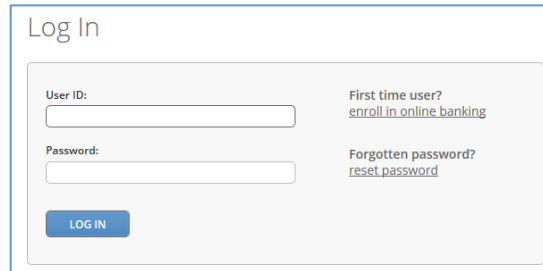 Log In
User ID:
First time user?
enroll in online banking
Password:
Forgotten password?
reset password
LOG IN